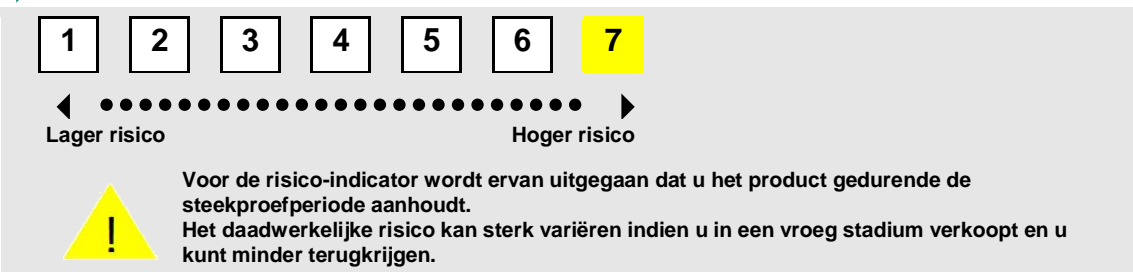 1 2 3 4 5 6 7
Lager risico Hoger risico
!
Voor de risico-indicator wordt ervan uitgegaan dat u het product gedurende de
steekproefperiode aanhoudt.
Het daadwerkelijke risico kan sterk variëren indien u in een vroeg stadium verkoopt en u
kunt minder terugkrijgen.